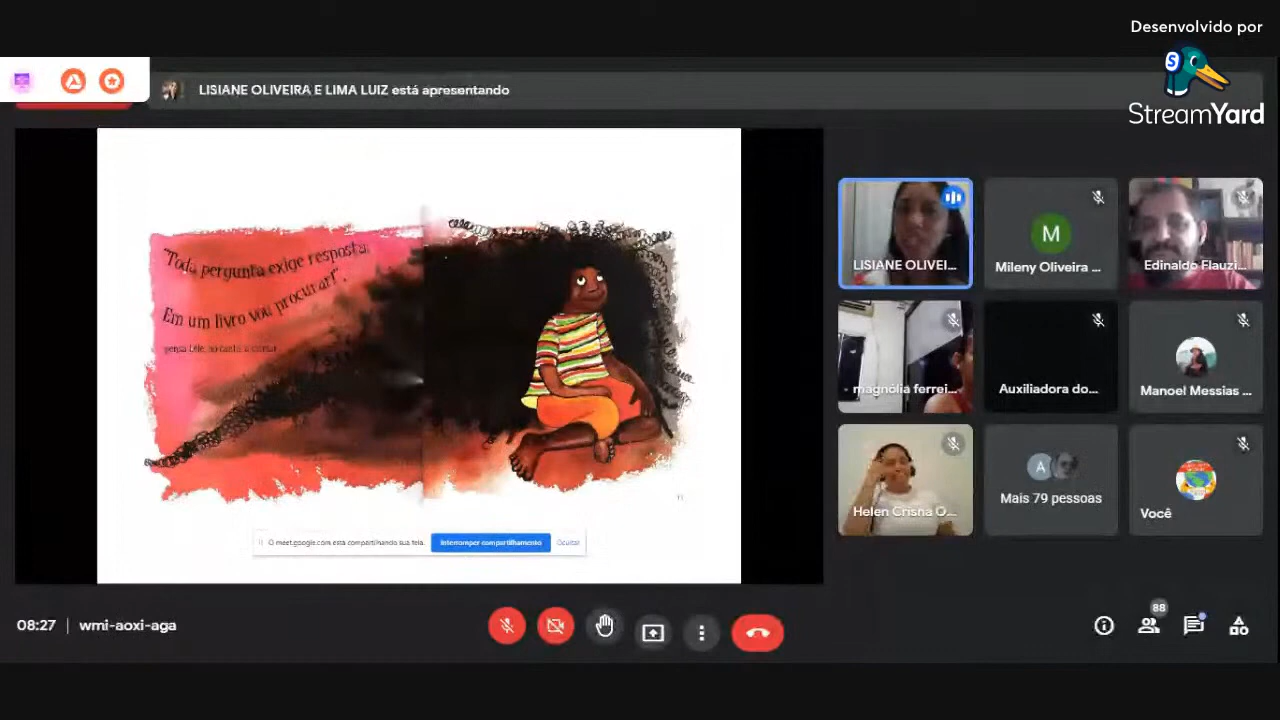 Desenvolvido por
StreamYard
LISIANE OLIVEIRA E LIMA LUIZ está apresentando
"Toda pergunta exige resposta.
Em um livro vou procurar!",
pensa Lelê, no canto, a cismar.
11
O meet.google.com está compartilhando sua tela.
Interromper compartilhamento
Ocultar
LISIANE OLIVEI...
M
Mileny Oliveira ...
Edinaldo Flauzi...
magnólia ferrei...
Auxiliadora do...
Manoel Messias ...
Helen Crisna O...
A
Mais 79 pessoas
Você
08:27 | wmi-aoxi-aga
88